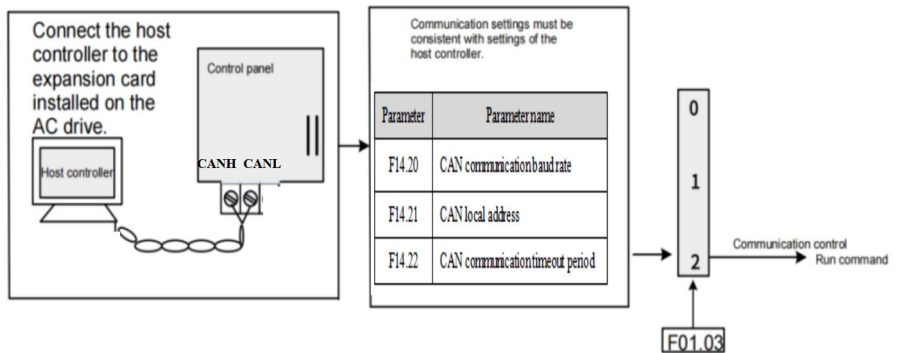 Connect the host
controller to the
expansion card
installed on the
AC drive.
Control panel
CANH CANL
Host controller
Communication settings must be
consistent with settings of the
host controller.
Parameter Parameter name
F14.20 CAN communication baud rate
F14.21 CAN local address
F14.22 CAN communication timeout period
0
1
2
Communication control
Run command
F01.03